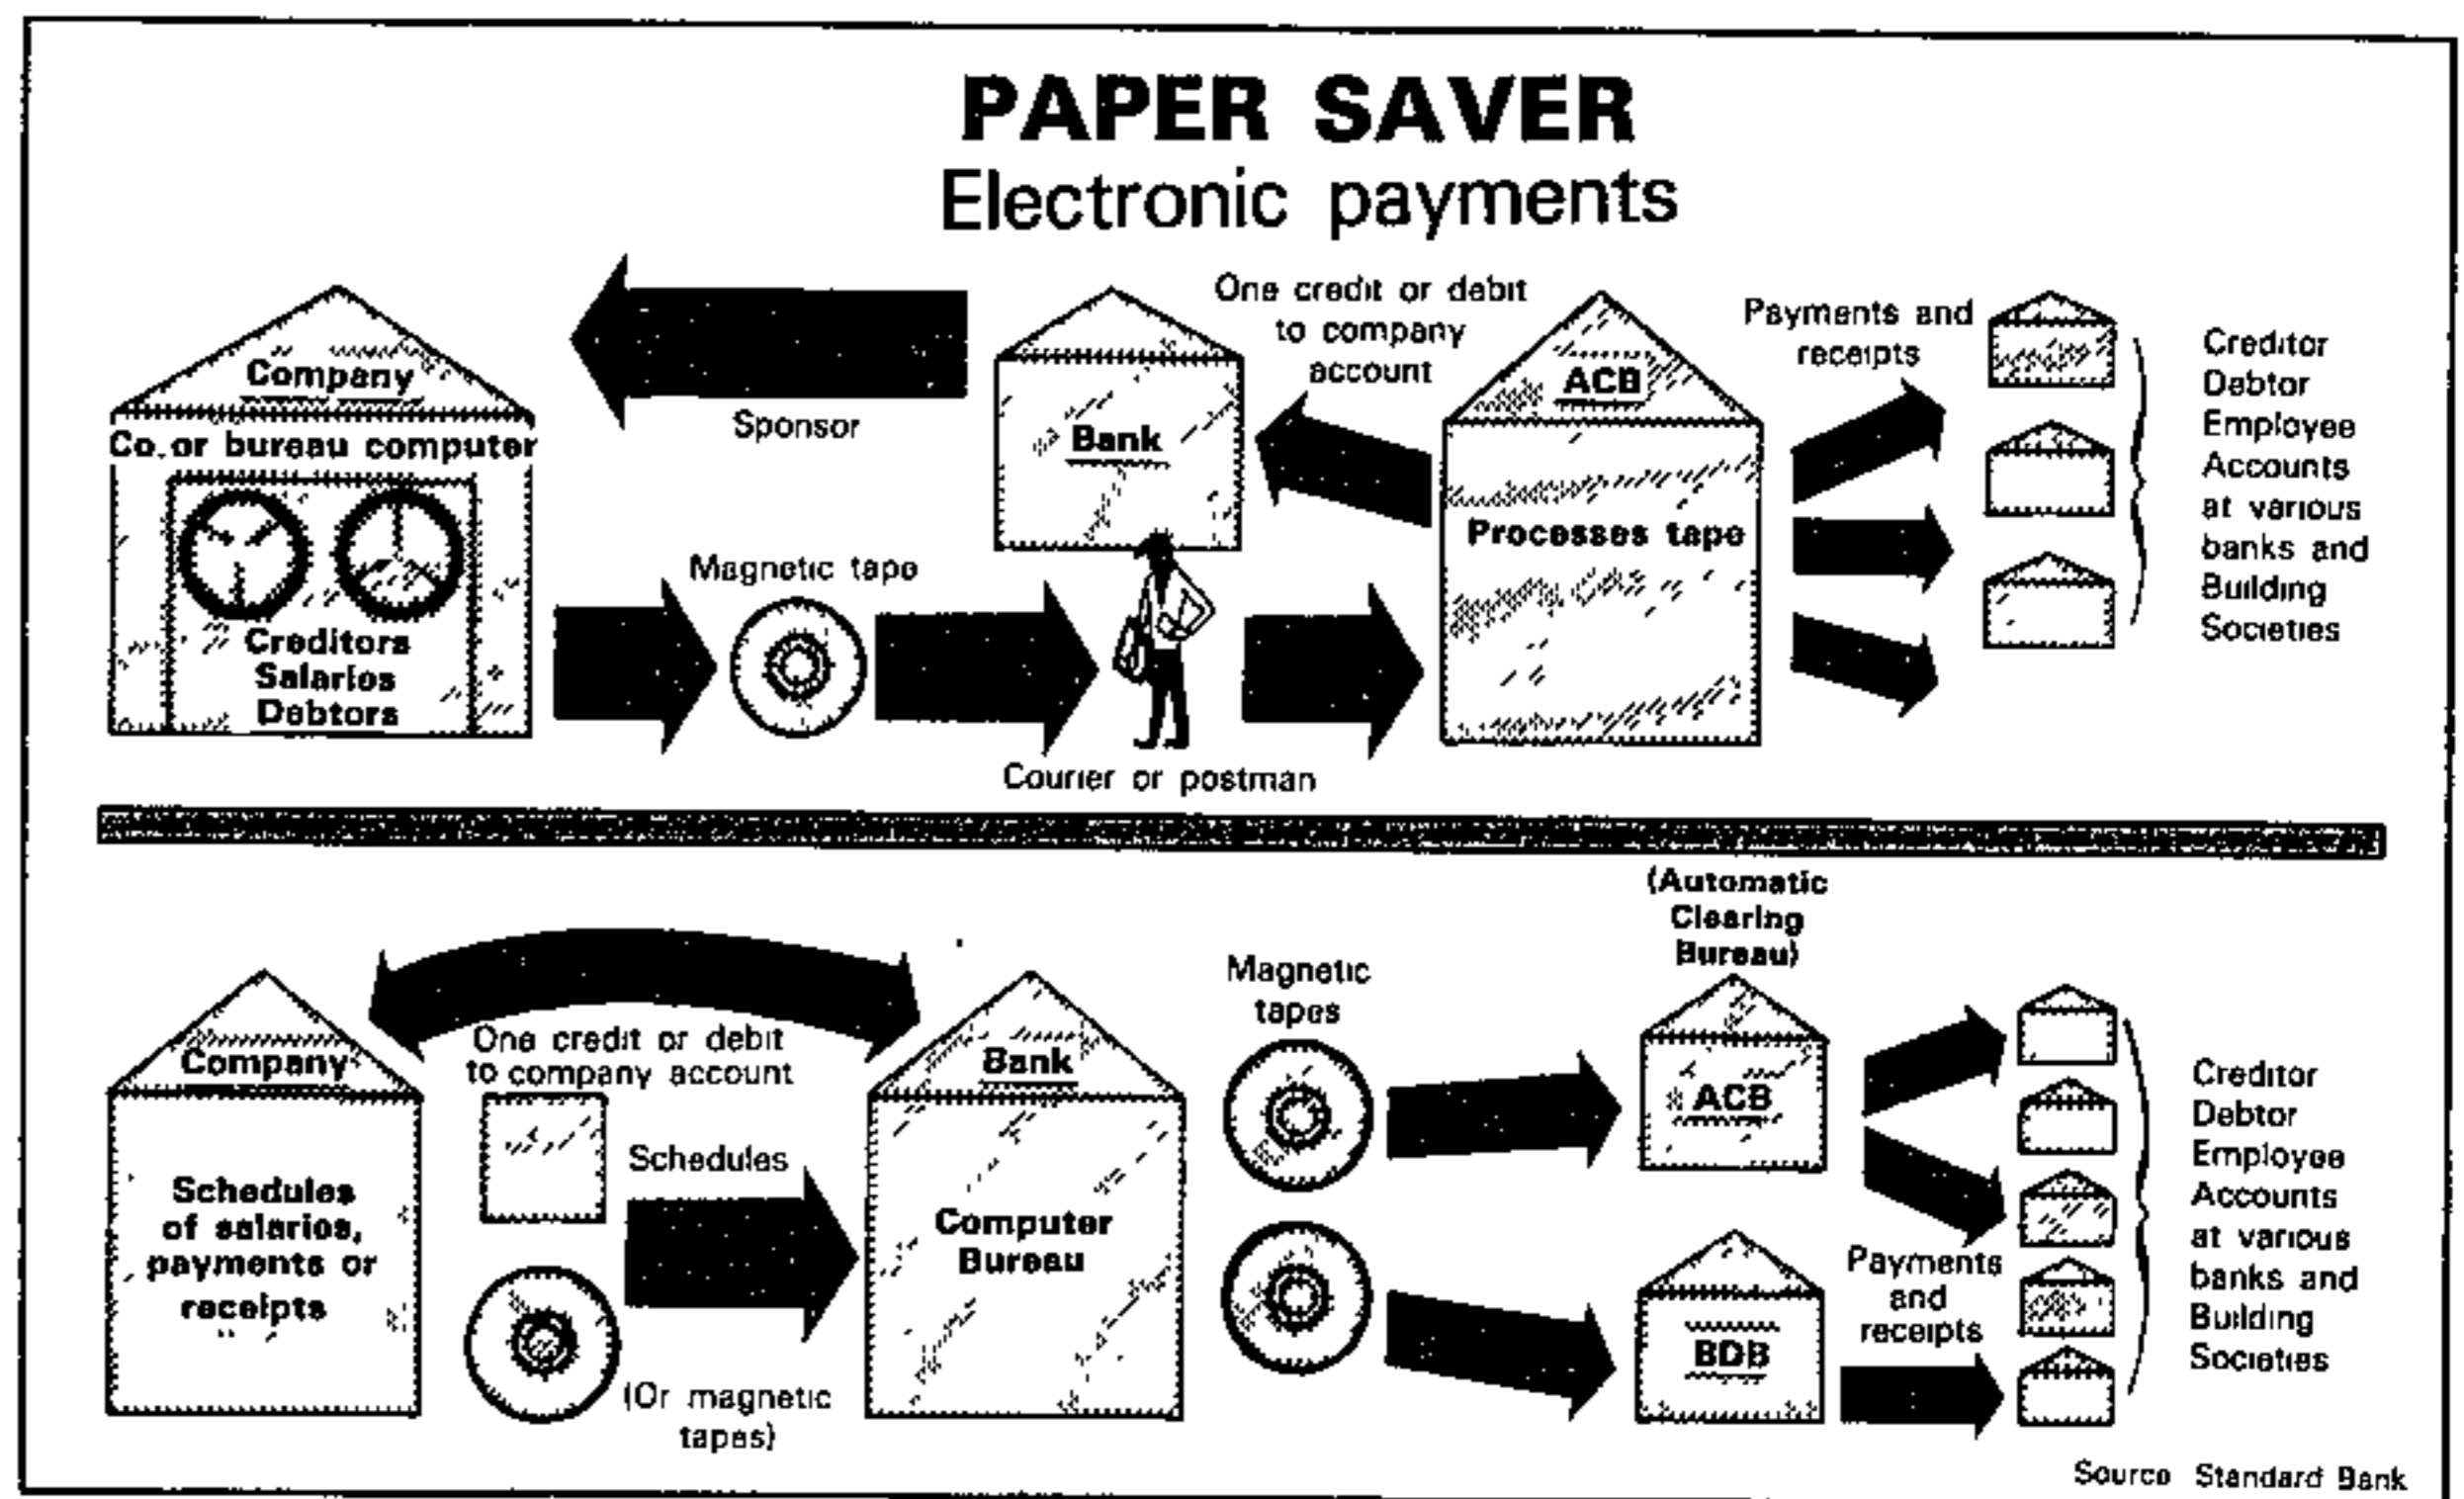 PAPER SAVER
Electronic payments
Company
Co. or bureau computer
Creditors
Salaries
Debtors
Sponsor
Magnetic tape
Bank
One credit or debit
to company
account
Courier or postman
ACB
Processes tape
Payments and
receipts
Creditor
Debtor
Employee
Accounts
at various
banks and
Building
Societies
Company
Schedules
of salaries,
payments or
receipts
One credit or debit
to company account
Schedules
(Or magnetic
tapes)
Bank
Computer
Bureau
Magnetic
tapes
(Automatic
Clearing
Bureau)
ACB
BDB
Payments
and
receipts
Creditor
Debtor
Employee
Accounts
at various
banks and
Building
Societies
Source Standard Bank